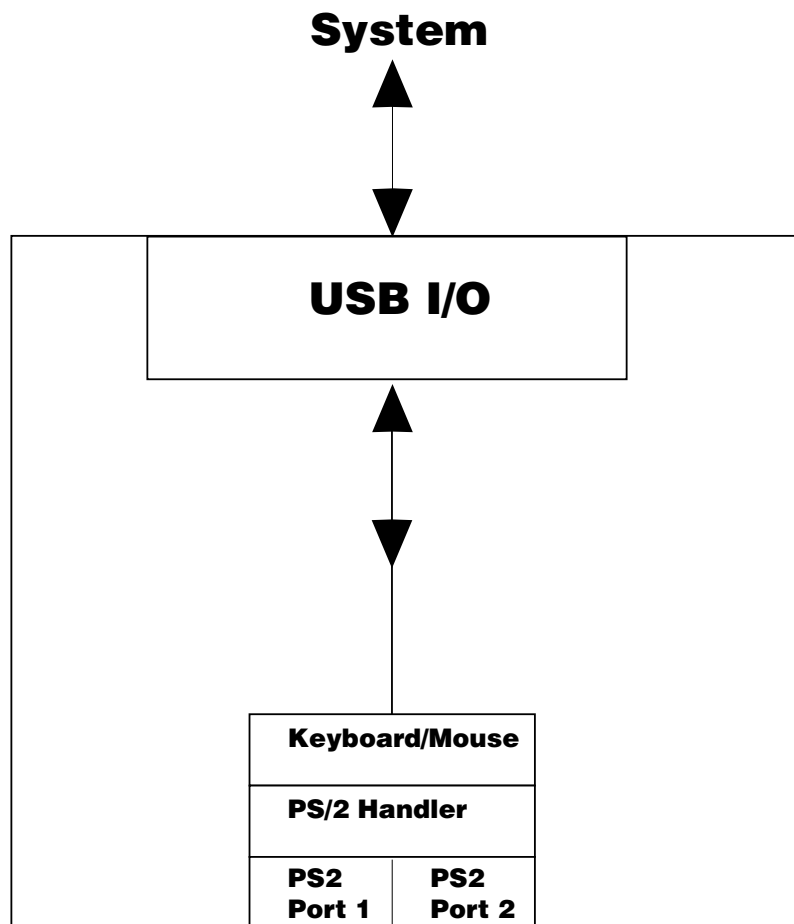 System
USB I/O
Keyboard/Mouse
PS/2 Handler
PS2
Port 1
PS2
Port 2